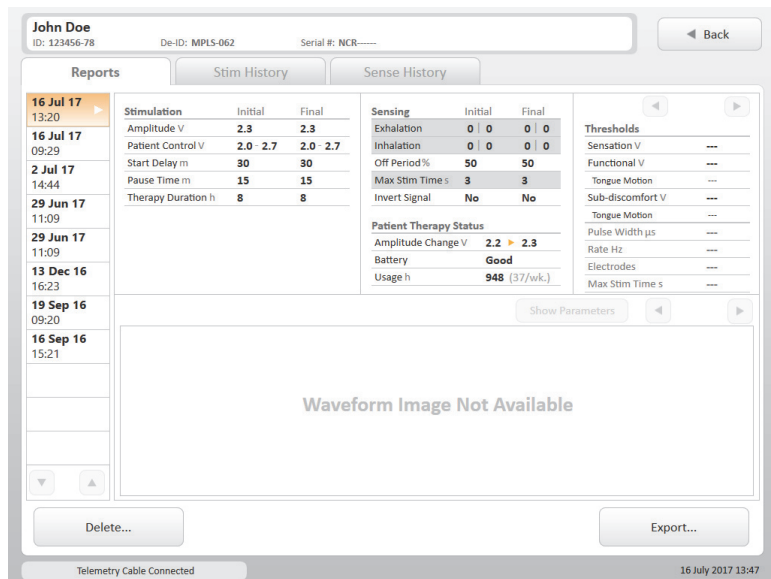 John Doe
ID: 123456-78 De-ID: MPLS-062 Serial #: NCR------
Back
Reports Stim History Sense History
16 Jul 17
13:20
16 Jul 17
09:29
2 Jul 17
14:44
29 Jun 17
11:09
29 Jun 17
11:09
13 Dec 16
16:23
19 Sep 16
09:20
16 Sep 16
15:21
Stimulation Initial Final
Amplitude V 2.3 2.3
Patient Control V 2.0 - 2.7 2.0 - 2.7
Start Delay m 30 30
Pause Time m 15 15
Therapy Duration h 8 8
Sensing Initial Final
Exhalation 0 | 0 0 | 0
Inhalation 0 | 0 0 | 0
Off Period % 50 50
Max Stim Time s 3 3
Invert Signal No No
Patient Therapy Status
Amplitude Change V 2.2 ▶ 2.3
Battery Good
Usage h 948 (37/wk.)
Thresholds
Sensation V ---
Functional V ---
Tongue Motion ---
Sub-discomfort V ---
Tongue Motion ---
Pulse Width µs ---
Rate Hz ---
Electrodes ---
Max Stim Time s ---
Show Parameters
Waveform Image Not Available
Delete... Export...
Telemetry Cable Connected 16 July 2017 13:47